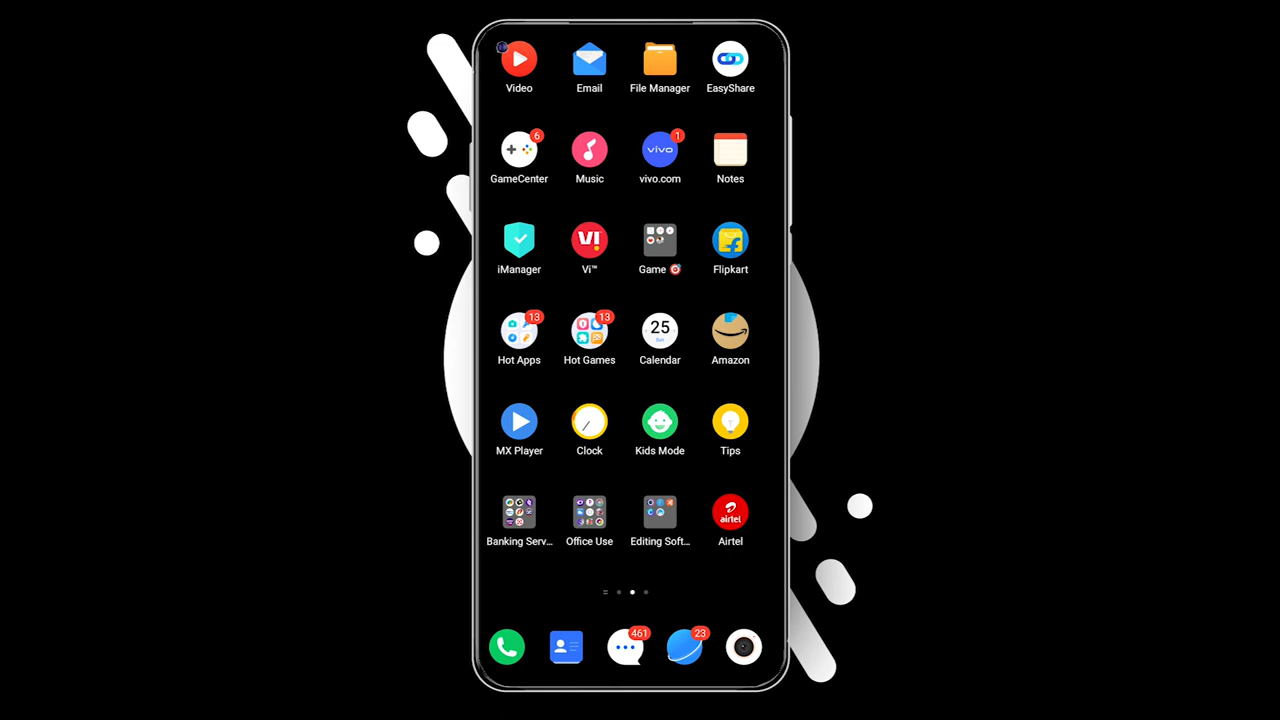 Video Email File Manager EasyShare
6 1
vivo
GameCenter Music vivo.com Notes
VI
iManager Vi™ Game 🎯 Flipkart
13 13 25
Sun
Hot Apps Hot Games Calendar Amazon
MX Player Clock Kids Mode Tips
airtel
Banking Serv... Office Use Editing Soft... Airtel
461 23